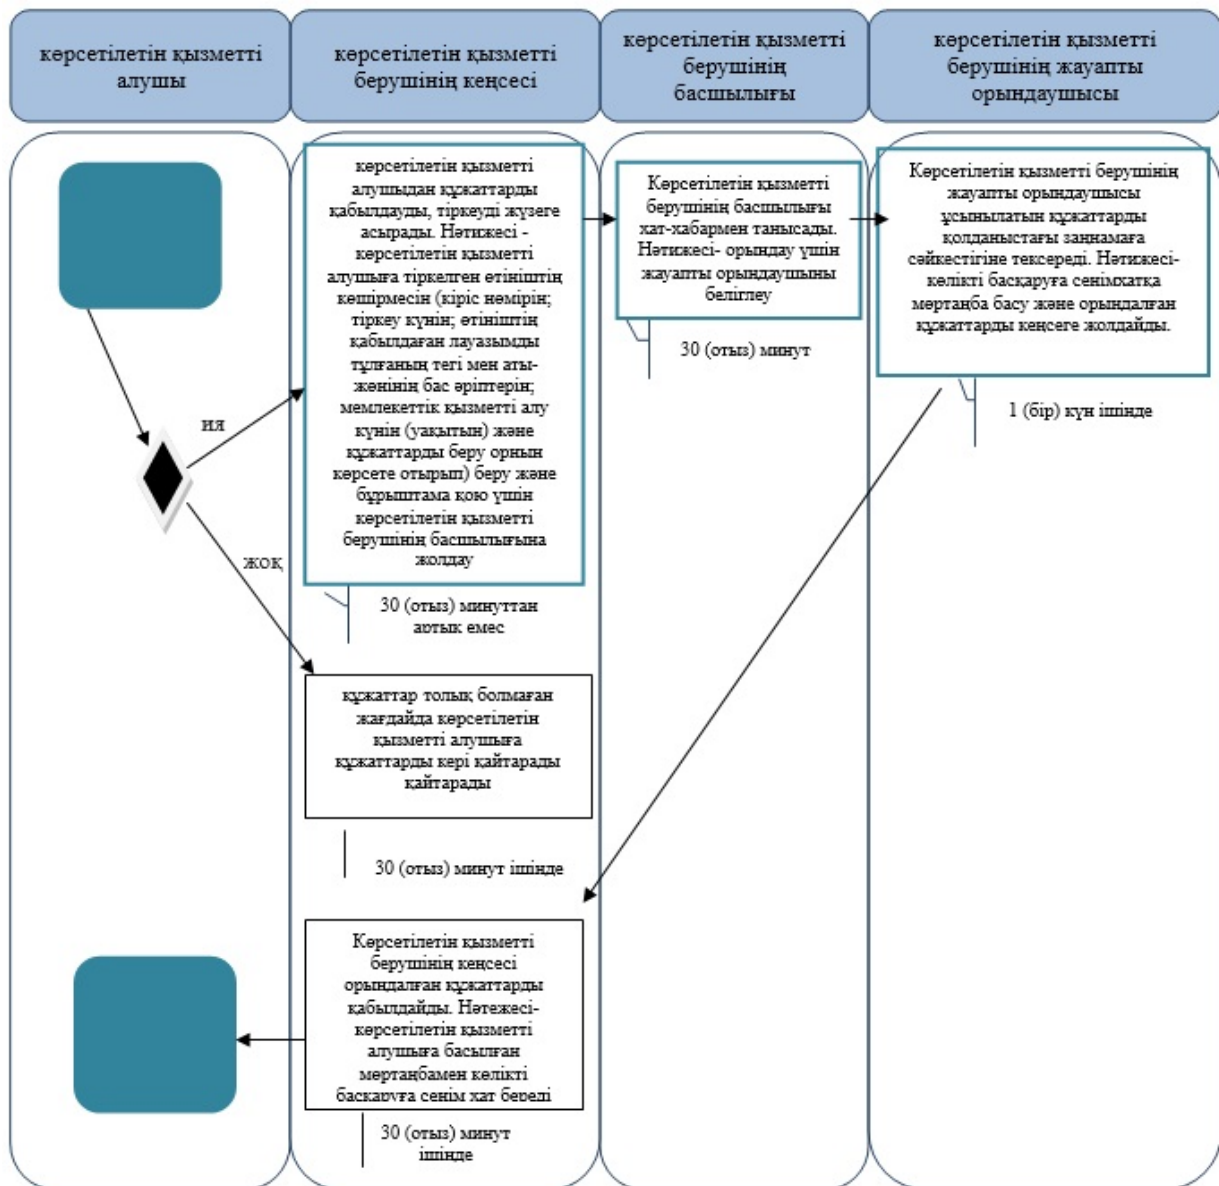 көрсетілетін қызметті
алушы
көрсетілетін қызметті
берушінің кеңсесі
көрсетілетін қызметті
берушінің
басшылығы
көрсетілетін қызметті
берушінің жауапты
орындаушысы
көрсетілетін қызметті
алушыдан құжаттарды
қабылдауды, тіркеуді жүзеге
асырады. Нәтижесі -
көрсетілетін қызметті
алушыға тіркелген өтініштің
көшірмесін (кіріс нөмірін;
тіркеу күнін; өтініштің
қабылдаған лауазымды
тұлғаның тегі мен аты-
жөнінің бас әріптерін;
мемлекеттік қызметті алу
күнін (уақытын) және
құжаттарды беру орнын
көрсете отырып) беру және
бұрыштама қою үшін
көрсетілетін қызметті
берушінің басшылығына
жолдау
30 (отыз) минуттан
артық емес
Көрсетілетін қызметті
берушінің басшылығы
хат-хабармен танысады.
Нәтижесі- орындау үшін
жауапты орындаушыны
беліглеу
30 (отыз) минут
Көрсетілетін қызметті берушінің
жауапты орындаушысы
ұсынылатын құжаттарды
қолданыстағы заңнамаға
сәйкестігіне тексереді. Нәтижесі-
көлікті басқаруға сенімхатқа
мөртаңба басу және орындалған
құжаттарды кеңсеге жолдайды.
1 (бір) күн ішінде
ия
жоқ
құжаттар толық болмаған
жағдайда көрсетілетін
қызметті алушыға
құжаттарды кері қайтарады
қайтарады
30 (отыз) минут ішінде
Көрсетілетін қызметті
берушінің кеңсесі
орындалған құжаттарды
қабылдайды. Нәтежесі-
көрсетілетін қызметті
алушыға басылған
мөртаңбамен көлікті
басқаруға сенім хат береді
30 (отыз) минут
ішінде